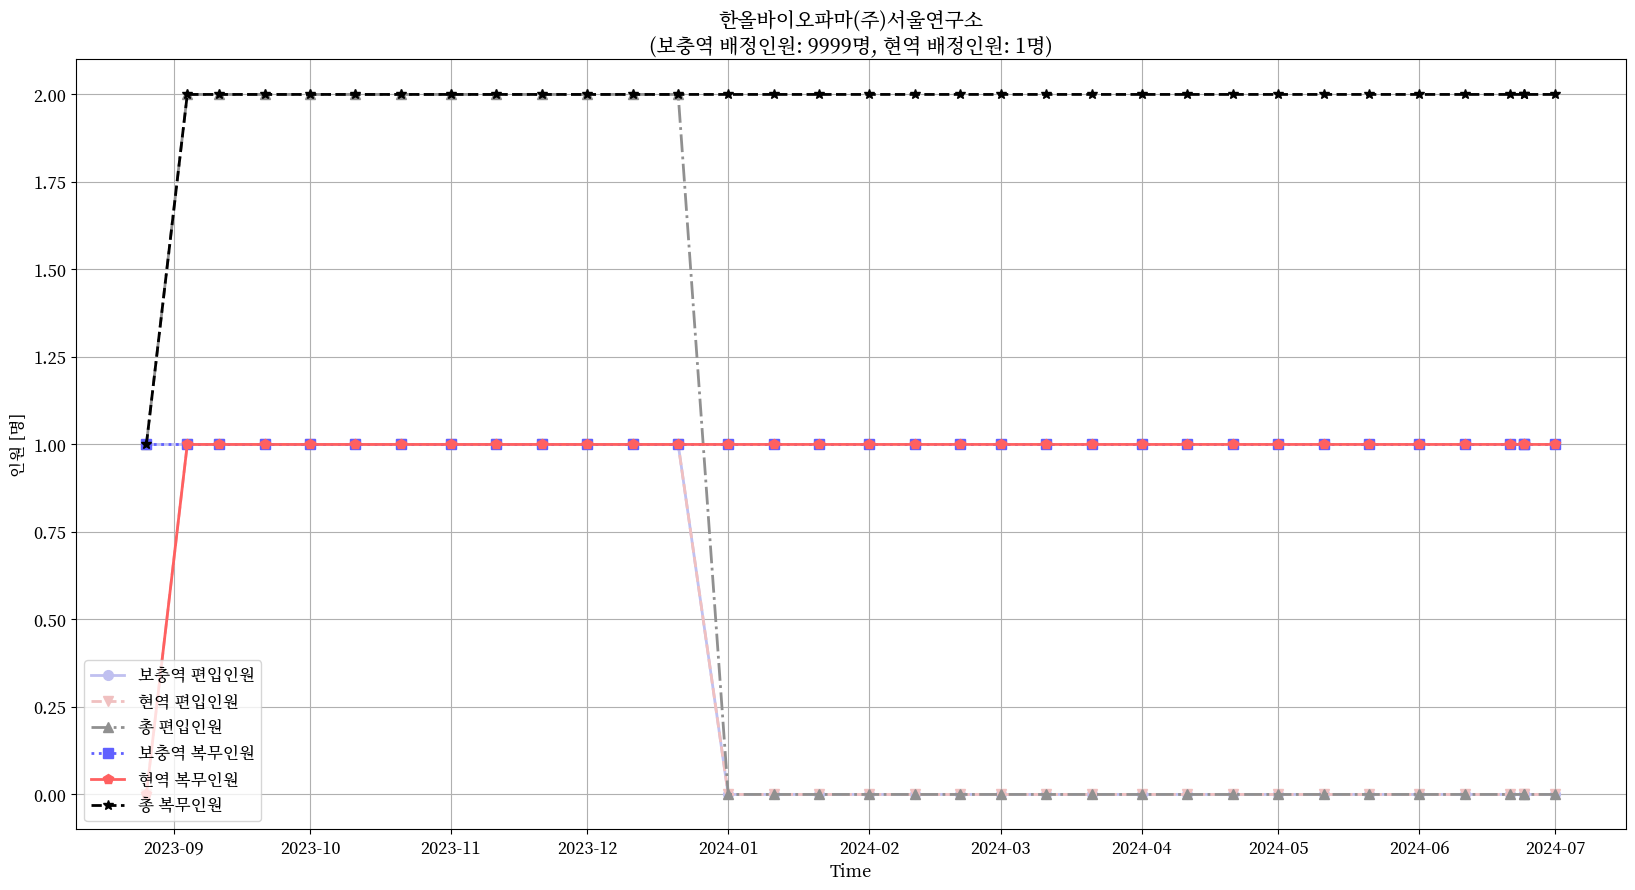 한올바이오파마(주)서울연구소
(보충역 배정인원: 9999명, 현역 배정인원: 1명)
인원 [명]
2.00
1.75
1.50
1.25
1.00
0.75
0.50
0.25
0.00
보충역 편입인원
현역 편입인원
총 편입인원
보충역 복무인원
현역 복무인원
총 복무인원
2023-09 2023-10 2023-11 2023-12 2024-01 2024-02 2024-03 2024-04 2024-05 2024-06 2024-07
Time